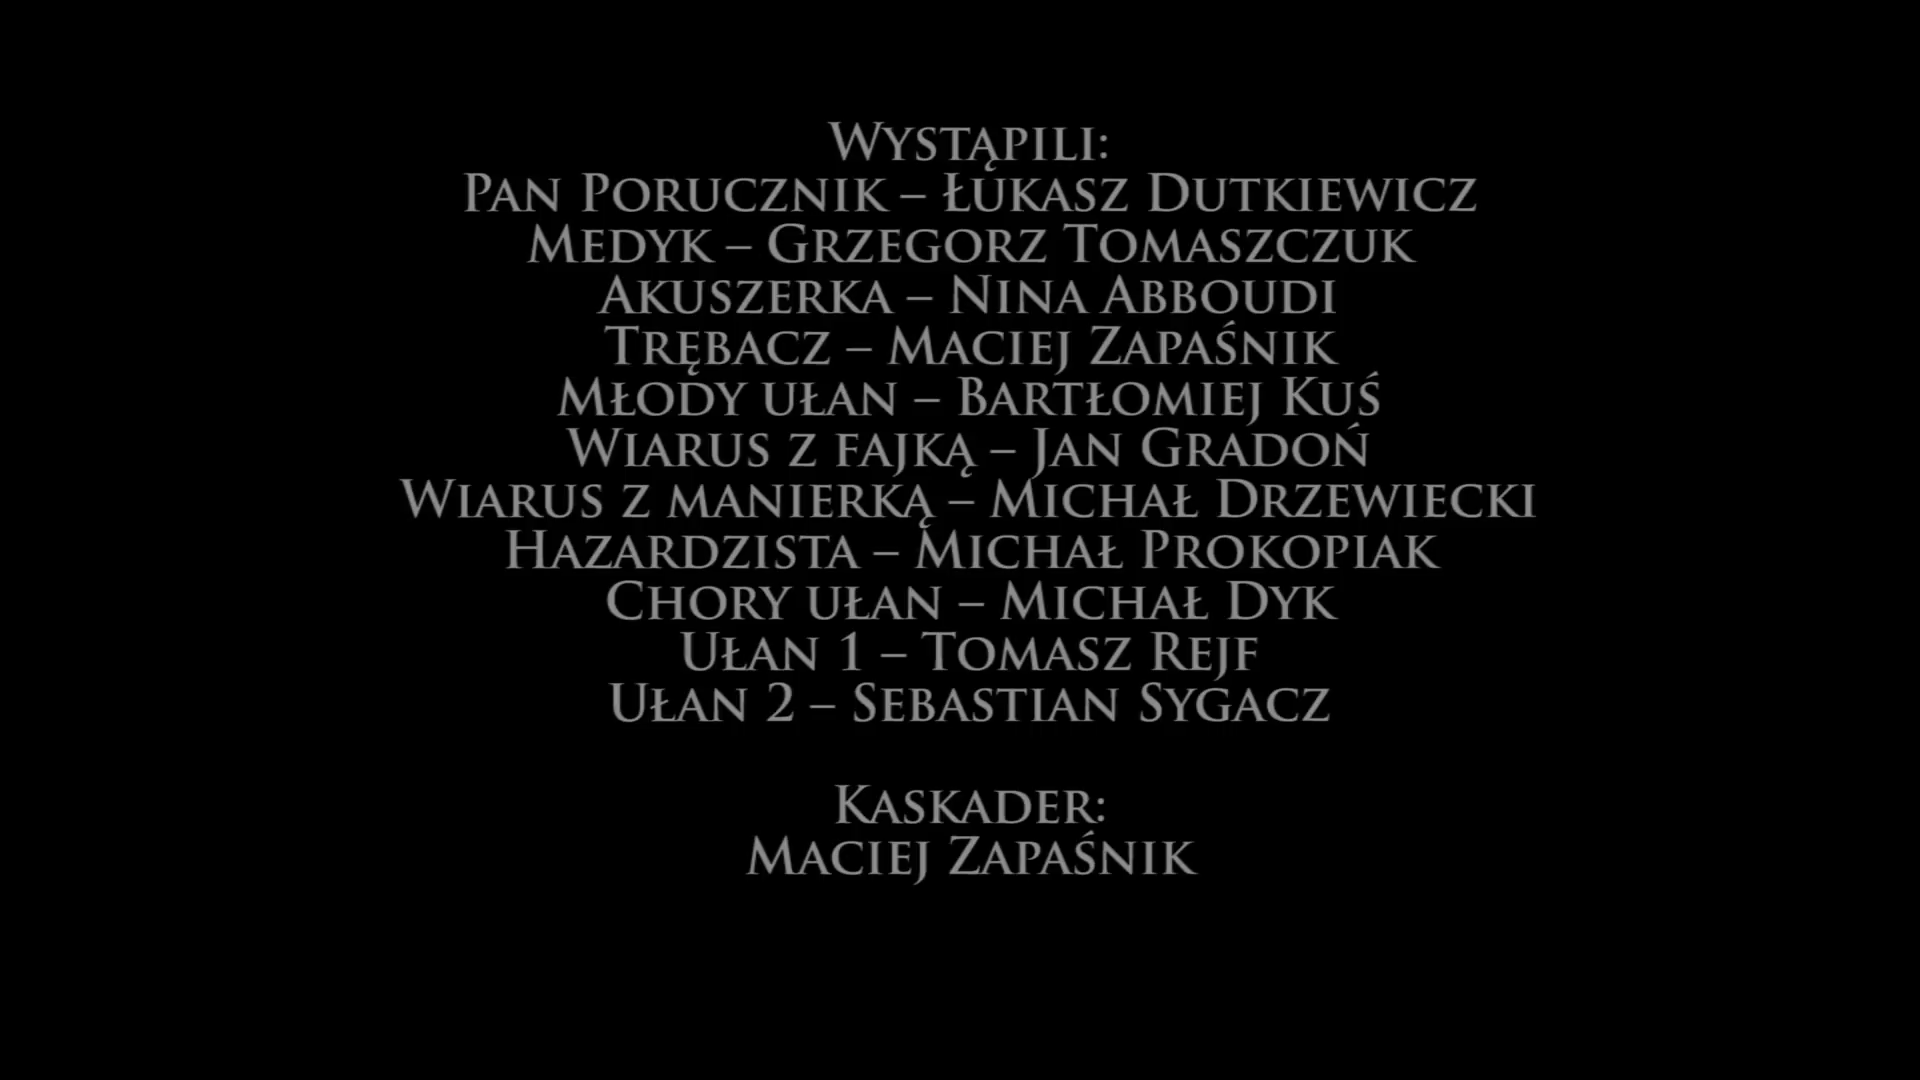 Wystąpili:
Pan Porucznik – Łukasz Dutkiewicz
Medyk – Grzegorz Tomaszczuk
Akuszerka – Nina Abboudi
Trębacz – Maciej Zapaśnik
Młody ułan – Bartłomiej Kuś
Wiarus z fajką – Jan Gradoń
Wiarus z manierką – Michał Drzewiecki
Hazardzista – Michał Prokopiak
Chory ułan – Michał Dyk
Ułan 1 – Tomasz Rejf
Ułan 2 – Sebastian Sygacz
Kaskader:
Maciej Zapaśnik